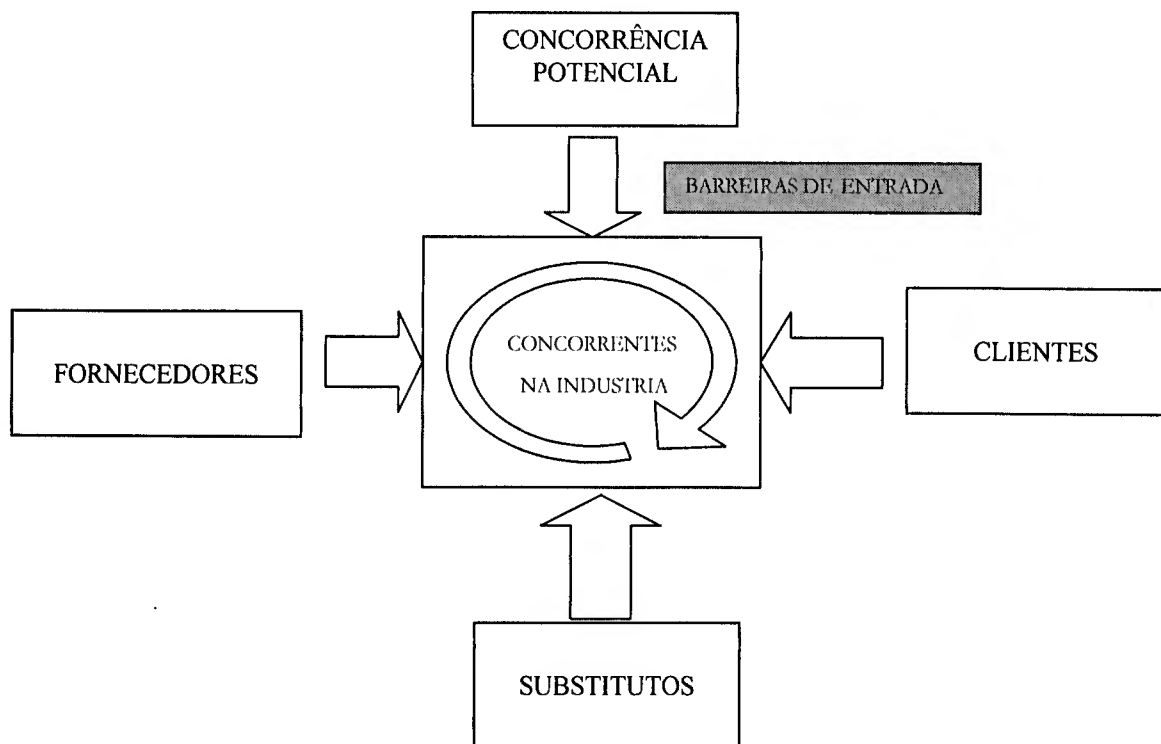 CONCORRÊNCIA
POTENCIAL
BARREIRAS DE ENTRADA
FORNECEDORES
CONCORRENTES
NA INDUSTRIA
CLIENTES
SUBSTITUTOS